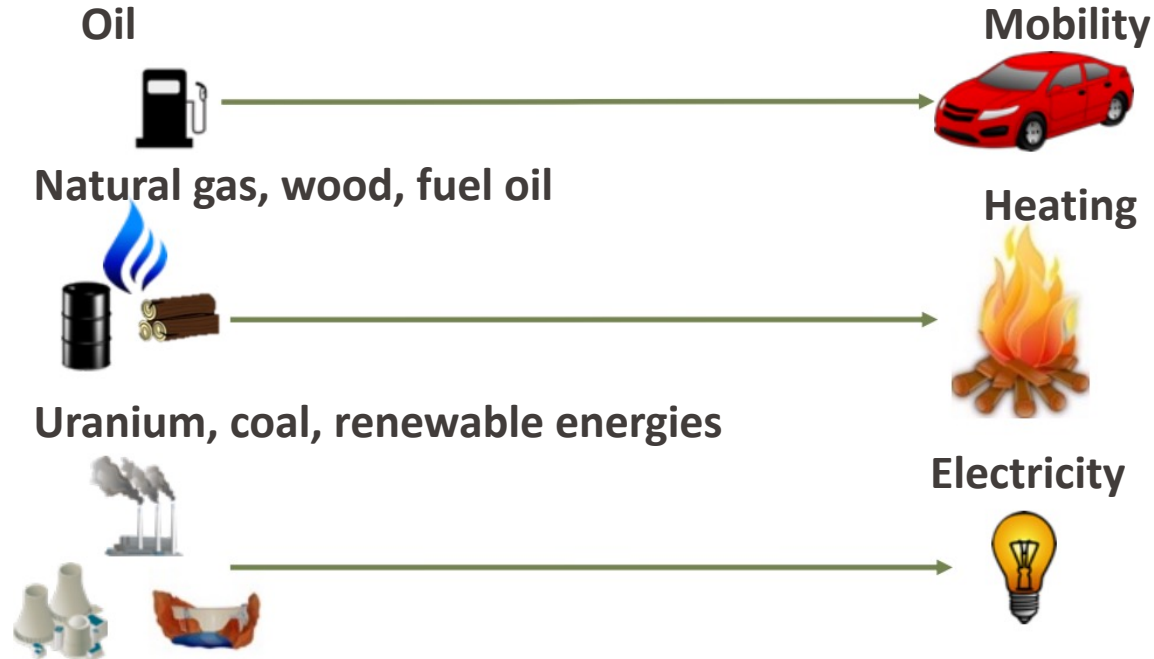 Oil
Mobility
Natural gas, wood, fuel oil
Heating
Uranium, coal, renewable energies
Electricity